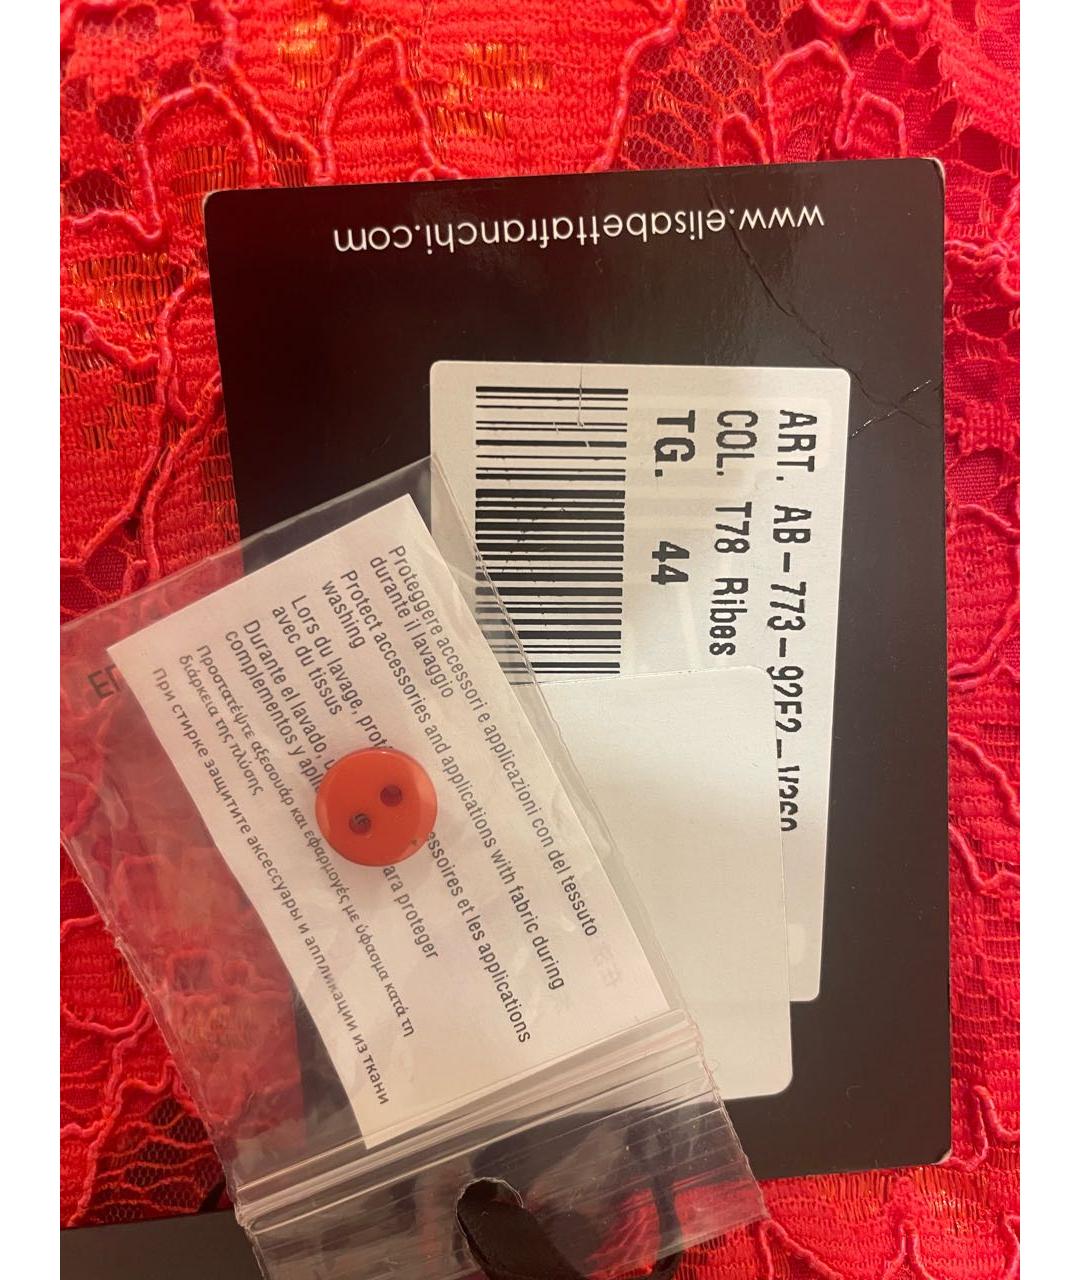 www.elisabettafranchi.com
ART. AB-773-92F2-V360
COL. T78 Ribes
TG. 44
Proteggere accessori e applicazioni con del tessuto
durante il lavaggio
Protect accessories and applications with fabric during
washing
Lors du lavage, essoires et les applications
avec du tissus
Durante el lavado, ara proteger
complementos y
Προστατέψτε αξεσουάρ και εφαρμογές με ύφασμα κατά τη
διάρκεια της πλύσης
При стирке защитите аксессуары и аппликации из ткани